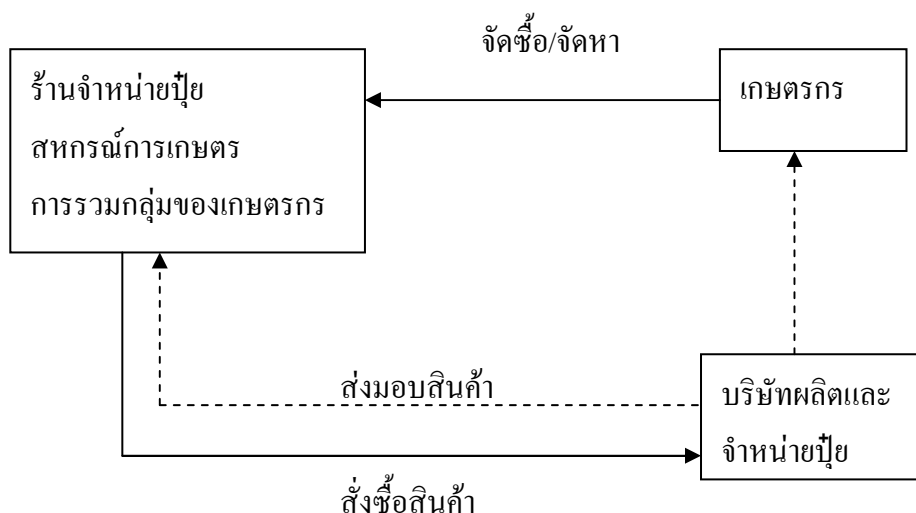 จัดซื้อ/จัดหา
ร้านจำหน่ายปุ๋ย
สหกรณ์การเกษตร
การรวมกลุ่มของเกษตรกร
เกษตรกร
ส่งมอบสินค้า
บริษัทผลิตและ
จำหน่ายปุ๋ย
สั่งซื้อสินค้า